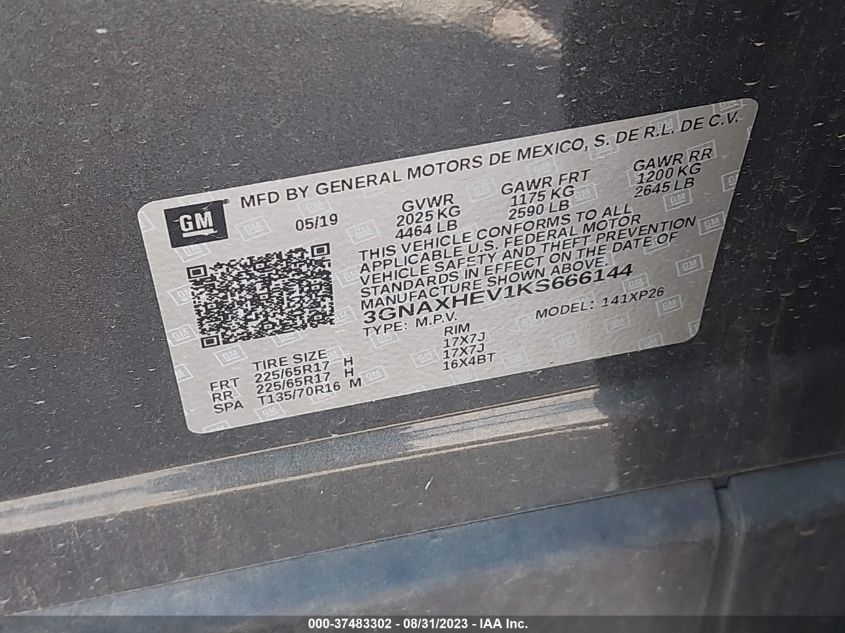 GM
MFD BY GENERAL MOTORS DE MEXICO, S. DE R.L. DE C.V.
05/19
GVWR
2025 KG
4464 LB
GAWR FRT
1175 KG
2590 LB
GAWR RR
1200 KG
2645 LB
THIS VEHICLE CONFORMS TO ALL
APPLICABLE U.S. FEDERAL MOTOR
VEHICLE SAFETY AND THEFT PREVENTION
STANDARDS IN EFFECT ON THE DATE OF
MANUFACTURE SHOWN ABOVE.
3GNAXHEV1KS666144
TYPE: M.P.V. MODEL: 141XP26
TIRE SIZE RIM
FRT 225/65R17 H 17X7J
RR 225/65R17 H 17X7J
SPA T135/70R16 M 16X4BT
000-37483302 - 08/31/2023 - IAA Inc.